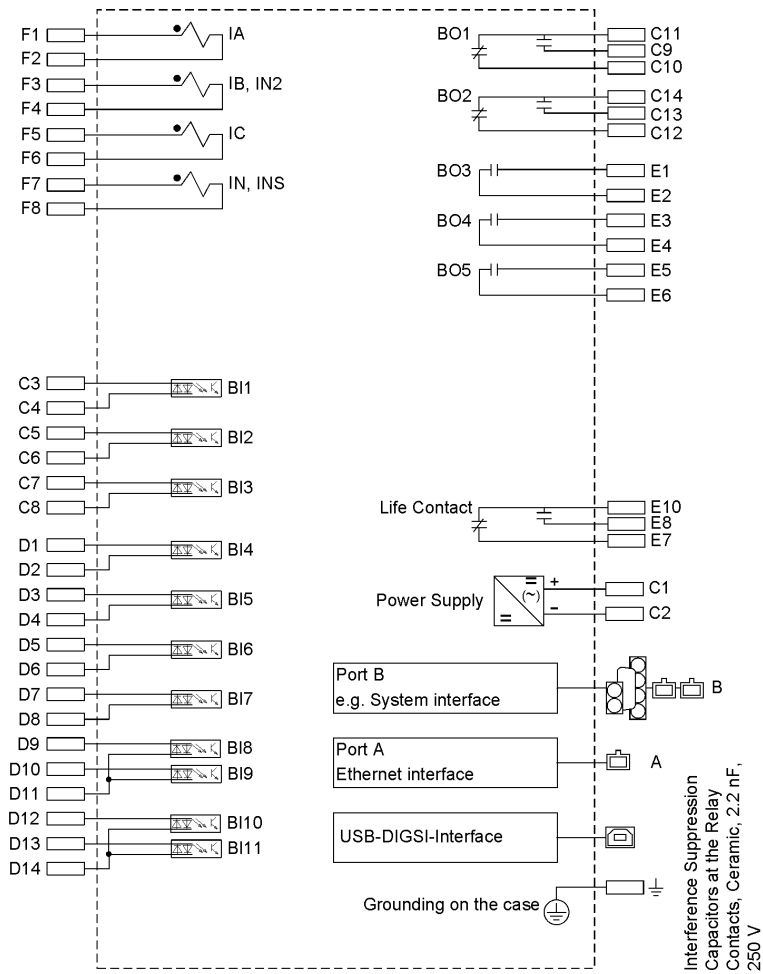 F1
IA
F2
F3
IB, IN2
F4
F5
IC
F6
F7
IN, INS
F8
BO1
C11
C9
C10
BO2
C14
C13
C12
BO3
E1
E2
BO4
E3
E4
BO5
E5
E6
C3
BI1
C4
C5
BI2
C6
C7
BI3
C8
D1
BI4
D2
D3
BI5
D4
D5
BI6
D6
D7
BI7
D8
D9
BI8
D10
BI9
D11
D12
BI10
D13
BI11
D14
Life Contact
E10
E8
E7
Power Supply
=
(~)
=
+
-
C1
C2
Port B
e.g. System interface
B
Port A
Ethernet interface
A
USB-DIGSI-Interface
Grounding on the case
Interference Suppression
Capacitors at the Relay
Contacts, Ceramic, 2.2 nF,
250 V